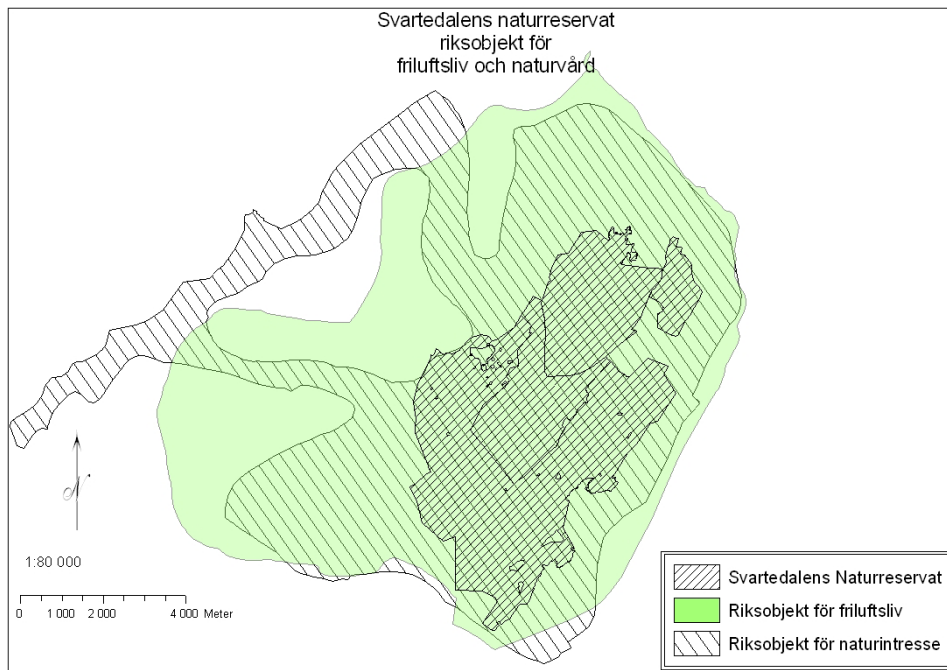 Svartedalens naturreservat
riksobjekt för
friluftsliv och naturvård
N
1:80 000
0 1 000 2 000 4 000 Meter
Svartedalens Naturreservat
Riksobjekt för friluftsliv
Riksobjekt för naturintresse